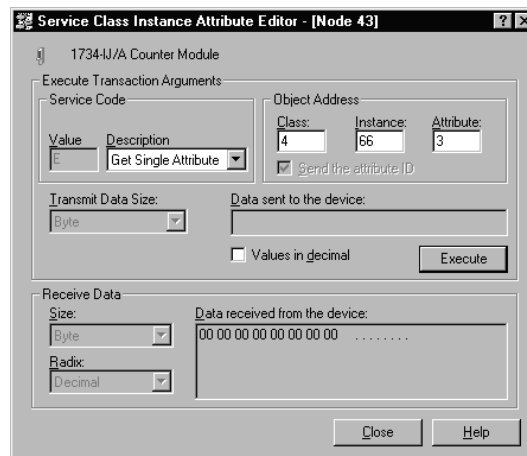 Service Class Instance Attribute Editor - [Node 43]
1734-IJ/A Counter Module
Execute Transaction Arguments
Service Code
Value
Description
E
Get Single Attribute
Object Address
Class:
Instance:
Attribute:
4
66
3
Send the attribute ID
Transmit Data Size:
Byte
Data sent to the device:
Values in decimal
Execute
Receive Data
Size:
Byte
Radix:
Decimal
Data received from the device:
00 00 00 00 00 00 00 00 ........
Close
Help